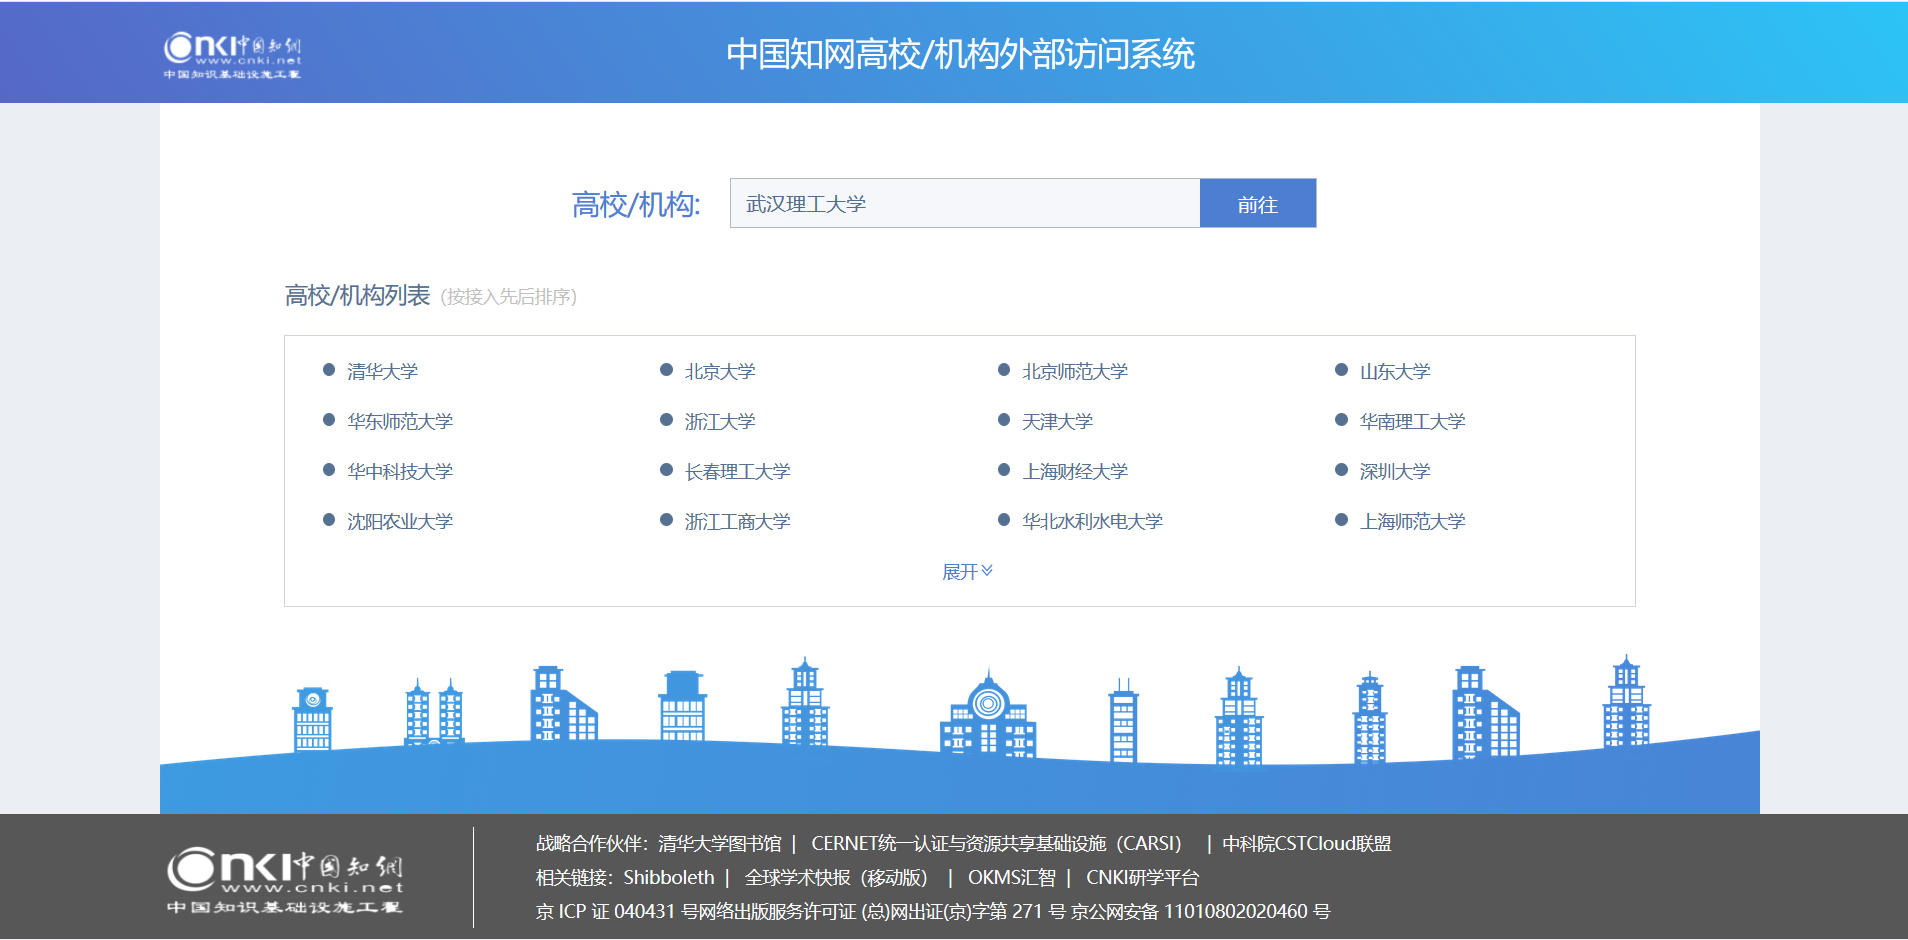 cnki中国知网
www.cnki.net
中国知识基础设施工程
中国知网高校/机构外部访问系统
高校/机构: 武汉理工大学 前往
高校/机构列表 (按接入先后排序)
清华大学 北京大学 北京师范大学 山东大学
华东师范大学 浙江大学 天津大学 华南理工大学
华中科技大学 长春理工大学 上海财经大学 深圳大学
沈阳农业大学 浙江工商大学 华北水利水电大学 上海师范大学
展开
cnki中国知网
www.cnki.net
中国知识基础设施工程
战略合作伙伴：清华大学图书馆 | CERNET统一认证与资源共享基础设施（CARSI） | 中科院CSTCloud联盟
相关链接：Shibboleth | 全球学术快报（移动版） | OKMS汇智 | CNKI研学平台
京 ICP 证 040431 号网络出版服务许可证 (总)网出证(京)字第 271 号 京公网安备 11010802020460 号